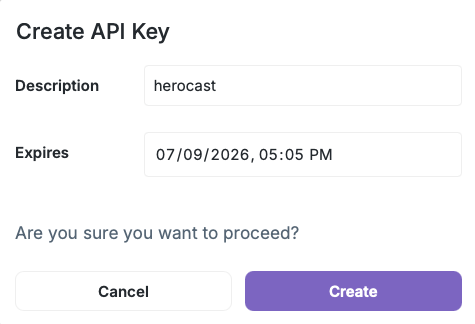 Create API Key
Description
herocast
Expires
07/09/2026, 05:05 PM
Are you sure you want to proceed?
Cancel
Create